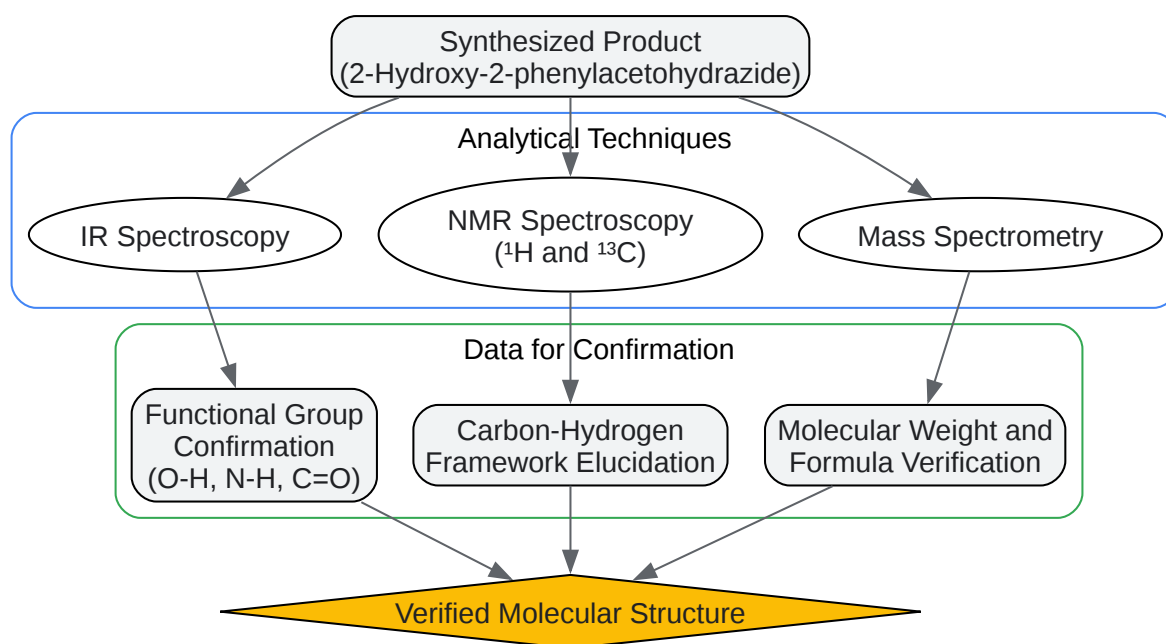 Synthesized Product
(2-Hydroxy-2-phenylacetohydrazide)
Analytical Techniques
IR Spectroscopy
NMR Spectroscopy
(¹H and ¹³C)
Mass Spectrometry
Data for Confirmation
Functional Group
Confirmation
(O-H, N-H, C=O)
Carbon-Hydrogen
Framework Elucidation
Molecular Weight and
Formula Verification
Verified Molecular Structure